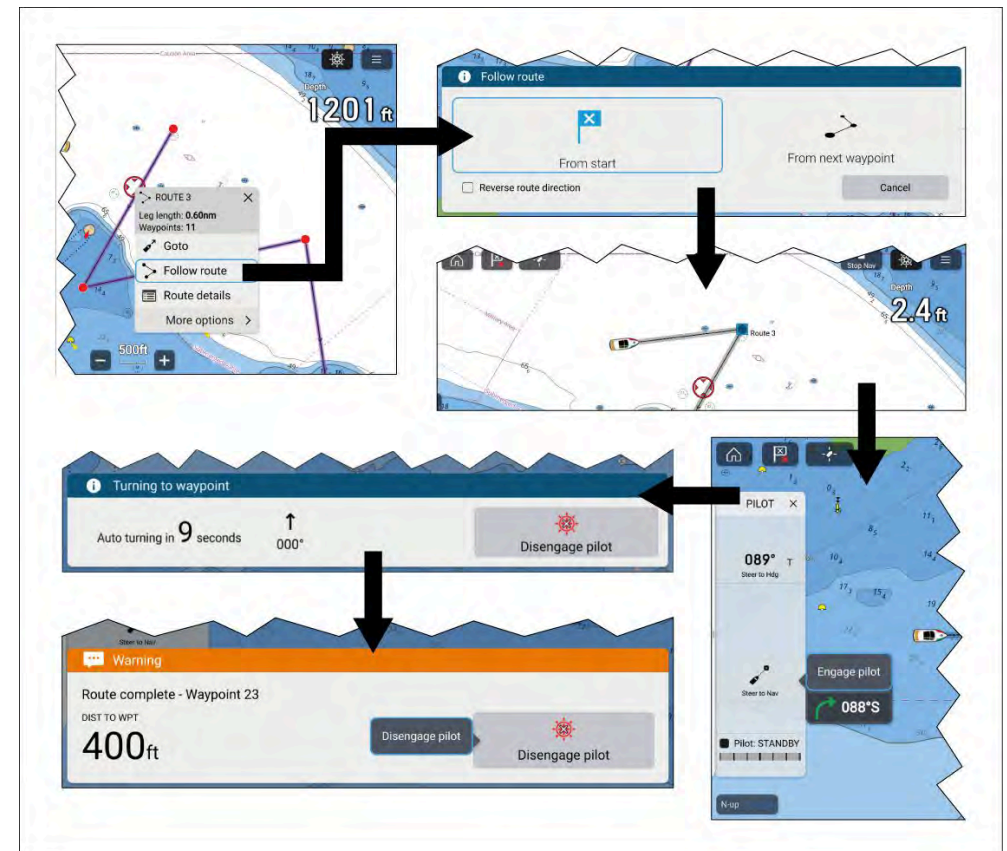 Depth
1201 ft
ROUTE 3
Leg length: 0.60nm
Waypoints: 11
Goto
Follow route
Route details
More options
500ft
Follow route
From start
From next waypoint
Reverse route direction
Cancel
Stop Nav
Depth
2.4 ft
Route 3
Turning to waypoint
Auto turning in 9 seconds
000°
Disengage pilot
PILOT
089° T
Steer to Hdg
Steer to Nav
Engage pilot
088°S
Pilot: STANDBY
N-up
Steer to Nav
Warning
Route complete - Waypoint 23
DIST TO WPT
400ft
Disengage pilot
Disengage pilot